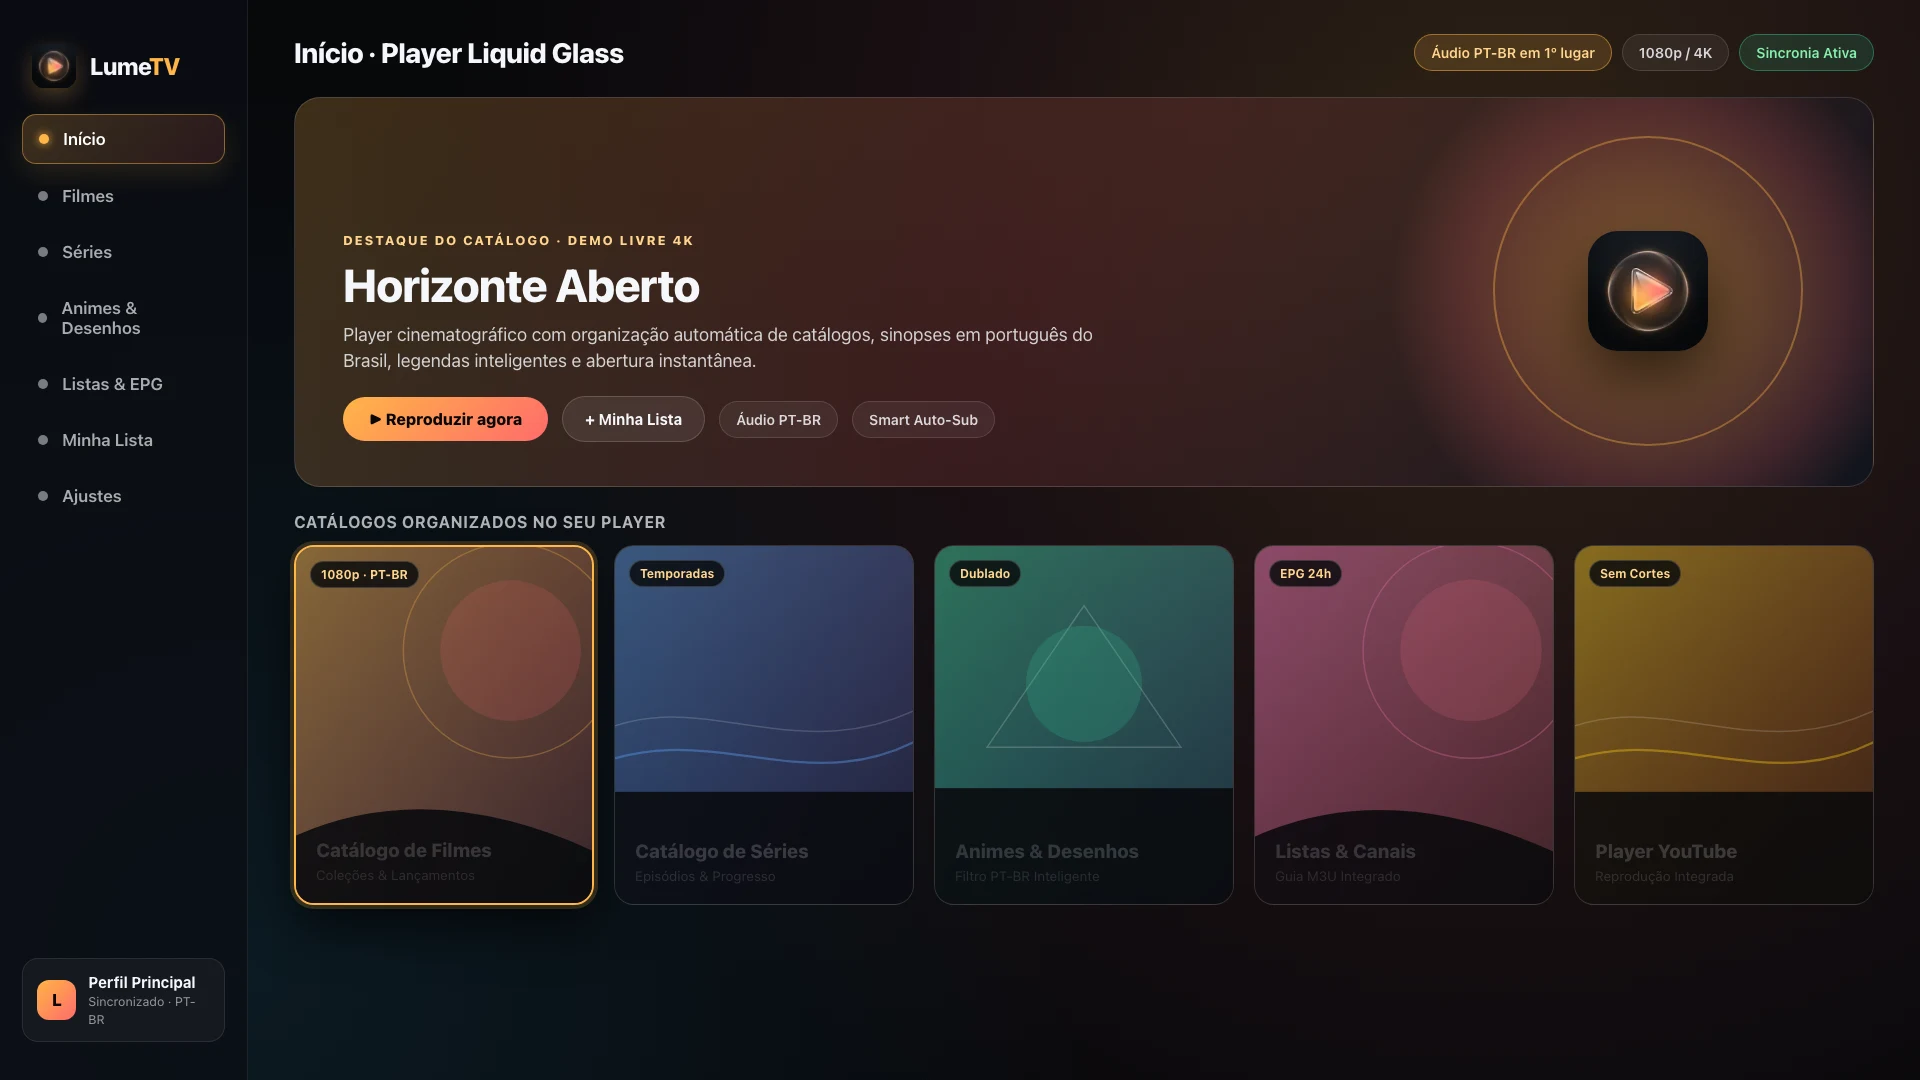 LumeTV
Início
Filmes
Séries
Animes &
Desenhos
Listas & EPG
Minha Lista
Ajustes
L
Perfil Principal
Sincronizado · PT-
BR
Início · Player Liquid Glass
Áudio PT-BR em 1º lugar
1080p / 4K
Sincronia Ativa
DESTAQUE DO CATÁLOGO · DEMO LIVRE 4K
Horizonte Aberto
Player cinematográfico com organização automática de catálogos, sinopses em português do
Brasil, legendas inteligentes e abertura instantânea.
▶ Reproduzir agora
+ Minha Lista
Áudio PT-BR
Smart Auto-Sub
CATÁLOGOS ORGANIZADOS NO SEU PLAYER
1080p · PT-BR
Catálogo de Filmes
Coleções & Lançamentos
Temporadas
Catálogo de Séries
Episódios & Progresso
Dublado
Animes & Desenhos
Filtro PT-BR Inteligente
EPG 24h
Listas & Canais
Guia M3U Integrado
Sem Cortes
Player YouTube
Reprodução Integrada